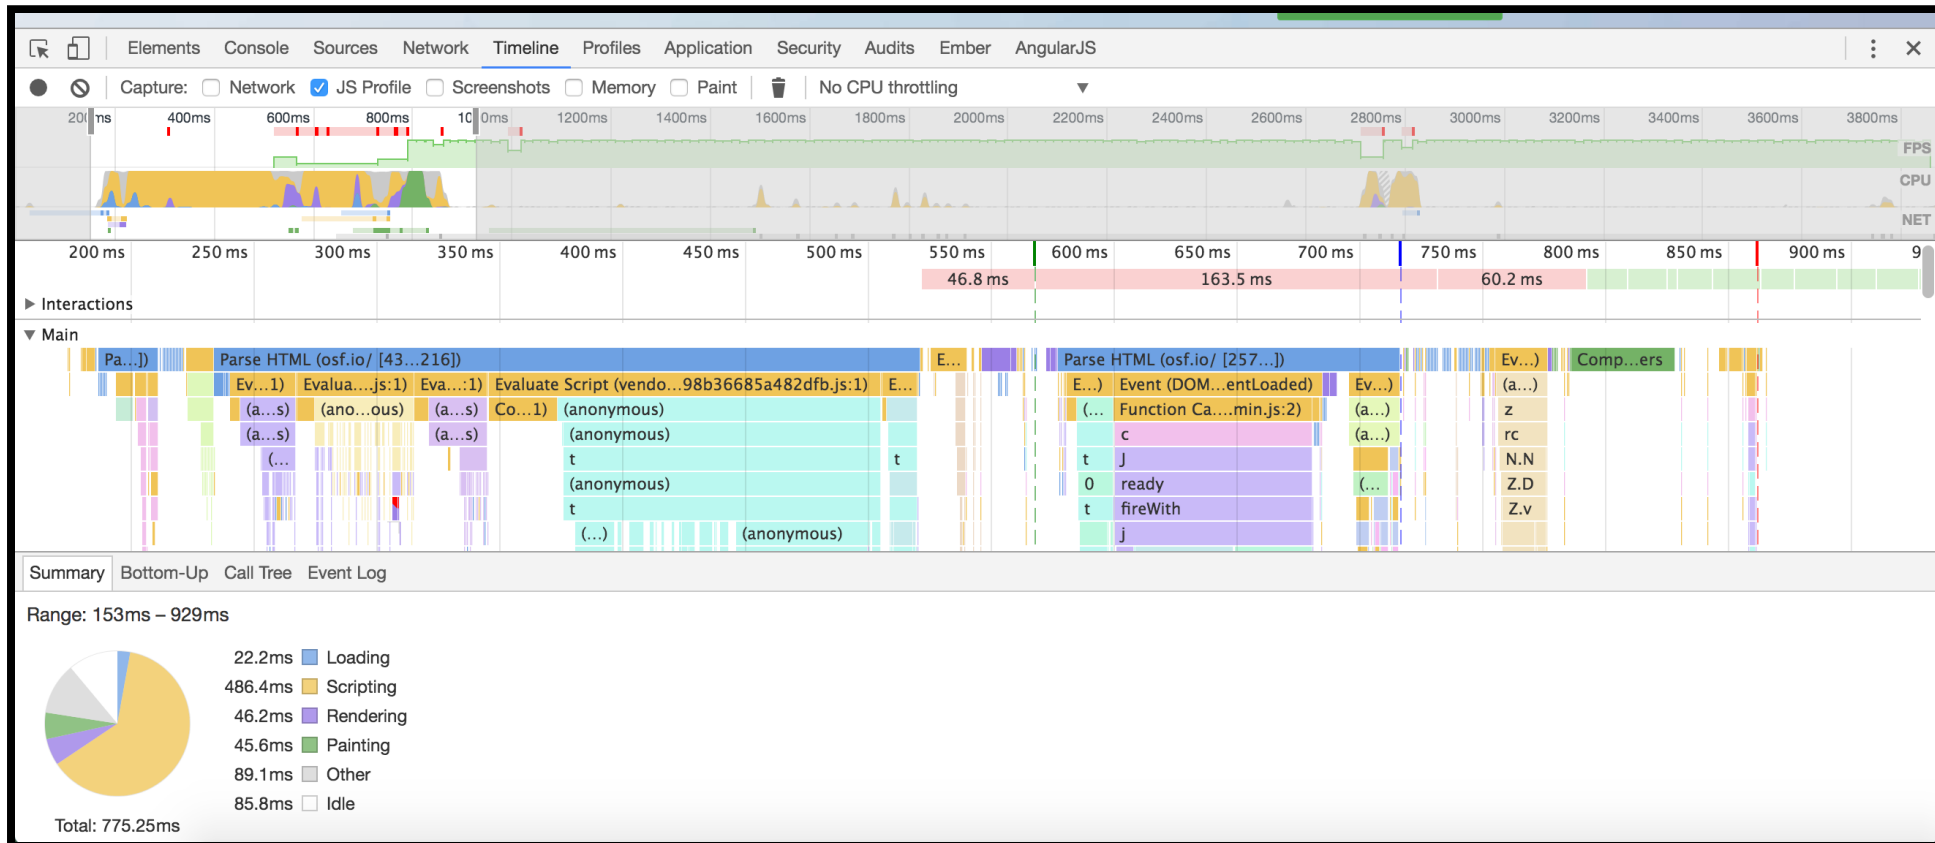 Elements Console Sources Network Timeline Profiles Application Security Audits Ember AngularJS
Capture: Network JS Profile Screenshots Memory Paint No CPU throttling
400ms 600ms 800ms 1200ms 1400ms 1600ms 1800ms 2000ms 2200ms 2400ms 2600ms 2800ms 3000ms 3200ms 3400ms 3600ms 3800ms
FPS
CPU
NET
200 ms 250 ms 300 ms 350 ms 400 ms 450 ms 500 ms 550 ms 600 ms 650 ms 700 ms 750 ms 800 ms 850 ms 900 ms 9
46.8 ms 163.5 ms 60.2 ms
Interactions
Main
Pa...]) Parse HTML (osf.io/ [43...216]) E... Parse HTML (osf.io/ [257...]) Ev...) Comp...ers
Ev...1) Evalua...js:1) Eva...:1) Evaluate Script (vendo...98b36685a482dfb.js:1) E... E...) Event (DOM...entLoaded) Ev...) (a...)
(a...s) (ano...ous) (a...s) Co...1) (anonymous) (... Function Ca....min.js:2) (a...) z
(a...s) (a...s) (anonymous) c (a...) rc
(... t t t J N.N
(anonymous) 0 ready (... Z.D
t t fireWith Z.v
(...) (anonymous) j
Summary Bottom-Up Call Tree Event Log
Range: 153ms – 929ms
22.2ms Loading
486.4ms Scripting
46.2ms Rendering
45.6ms Painting
89.1ms Other
85.8ms Idle
Total: 775.25ms